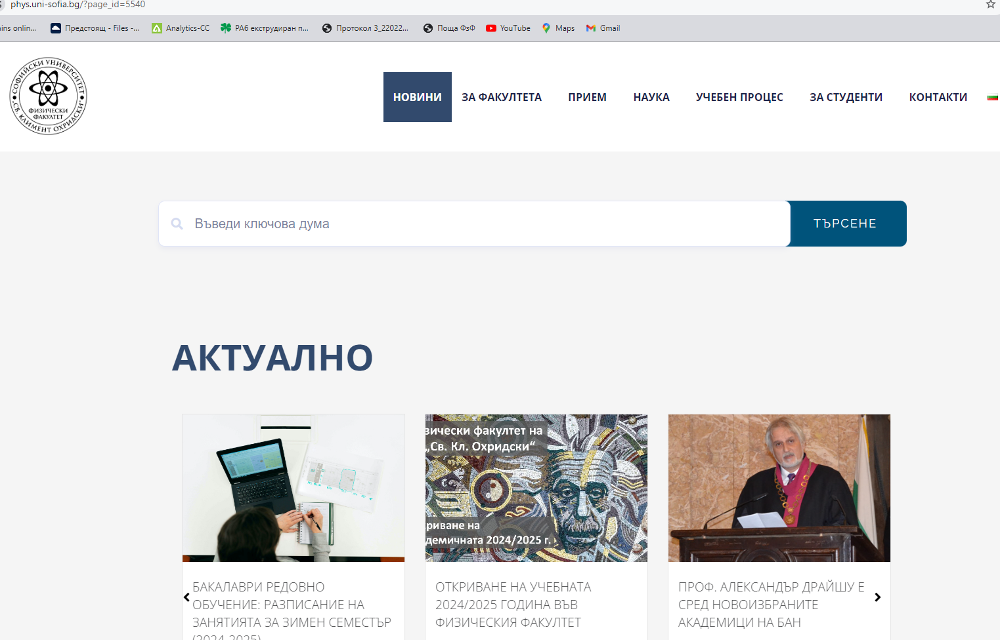 phys.uni-sofia.bg/?page_id=5540
ins onlin...
Предстоящ - Files -...
Analytics-CC
РАб екструдиран п...
Протокол 3_22022...
Поща ФзФ
YouTube
Maps
Gmail
СОФИЙСКИ УНИВЕРСИТЕТ
ФИЗИЧЕСКИ
ФАКУЛТЕТ
"СВ. КЛИМЕНТ ОХРИДСКИ"
НОВИНИ
ЗА ФАКУЛТЕТА
ПРИЕМ
НАУКА
УЧЕБЕН ПРОЦЕС
ЗА СТУДЕНТИ
КОНТАКТИ
Въведи ключова дума
ТЪРСЕНЕ
АКТУАЛНО
зически факултет на
„Св. Кл. Охридски“
риване на
демичната 2024/2025 г.
БАКАЛАВРИ РЕДОВНО
ОБУЧЕНИЕ: РАЗПИСАНИЕ НА
ЗАНЯТИЯТА ЗА ЗИМЕН СЕМЕСТЪР
(2024-2025)
ОТКРИВАНЕ НА УЧЕБНАТА
2024/2025 ГОДИНА ВЪВ
ФИЗИЧЕСКИЯ ФАКУЛТЕТ
ПРОФ. АЛЕКСАНДЪР ДРАЙШУ Е
СРЕД НОВОИЗБРАНИТЕ
АКАДЕМИЦИ НА БАН